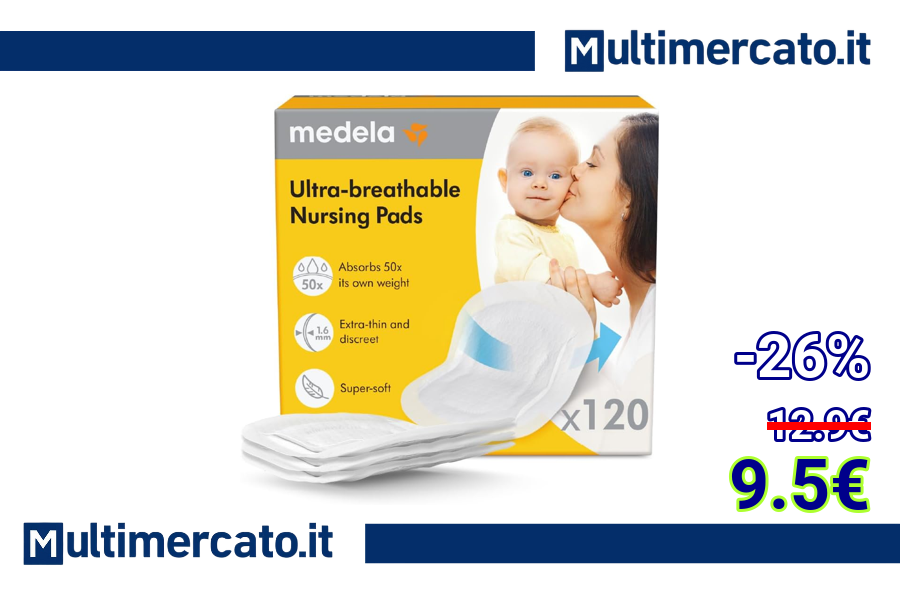 Multimercato.it
medela
Ultra-breathable
Nursing Pads
50x
Absorbs 50x
its own weight
1.6
mm
Extra-thin and
discreet
Super-soft
x120
-26%
12.9€
9.5€
Multimercato.it